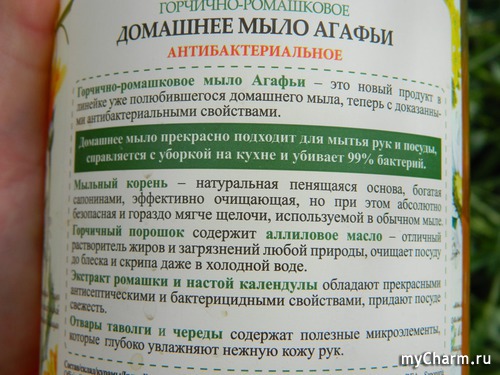 ГОРЧИЧНО-РОМАШКОВОЕ
ДОМАШНЕЕ МЫЛО АГАФЬИ
АНТИБАКТЕРИАЛЬНОЕ
Горчично-ромашковое мыло Агафьи – это новый продукт в
линейке уже полюбившегося домашнего мыла, теперь с доказанны-
ми антибактериальными свойствами.
Домашнее мыло прекрасно подходит для мытья рук и посуды,
справляется с уборкой на кухне и убивает 99% бактерий.
Мыльный корень – натуральная пенящаяся основа, богатая
сапонинами, эффективно очищающая, но при этом абсолютно
безопасная и гораздо мягче щелочи, используемой в обычном мыле.
Горчичный порошок содержит аллиловое масло – отличный
растворитель жиров и загрязнений любой природы, очищает посуду
до блеска и скрипа даже в холодной воде.
Экстракт ромашки и настой календулы обладают прекрасными
антисептическими и бактерицидными свойствами, придают посуде
свежесть.
Отвары таволги и череды содержат полезные микроэлементы,
которые глубоко увлажняют нежную кожу рук.
myCharm.ru